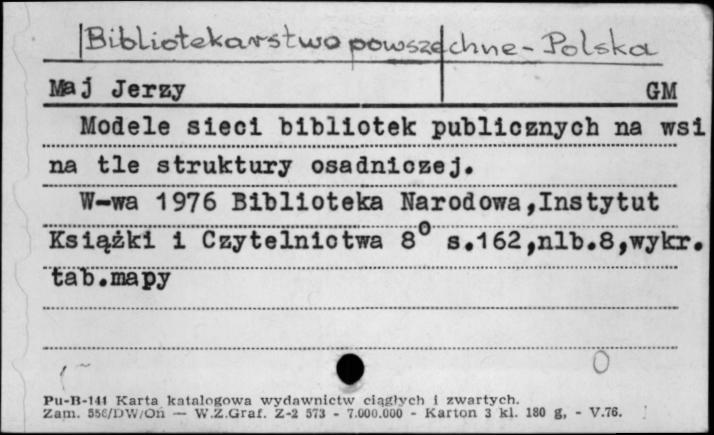 Bibliotekarstwo powszechne - Polska
Maj Jerzy GM
Modele sieci bibliotek publicznych na wsi
na tle struktury osadniczej.
W-wa 1976 Biblioteka Narodowa,Instytut
Książki i Czytelnictwa 8⁰ s.162,nlb.8,wykr.
tab.mapy
Pu-B-141 Karta katalogowa wydawnictw ciągłych i zwartych.
Zam. 556/DW/Oń — W.Z.Graf. Z-2 573 - 7.000.000 - Karton 3 kl. 180 g, - V.76.